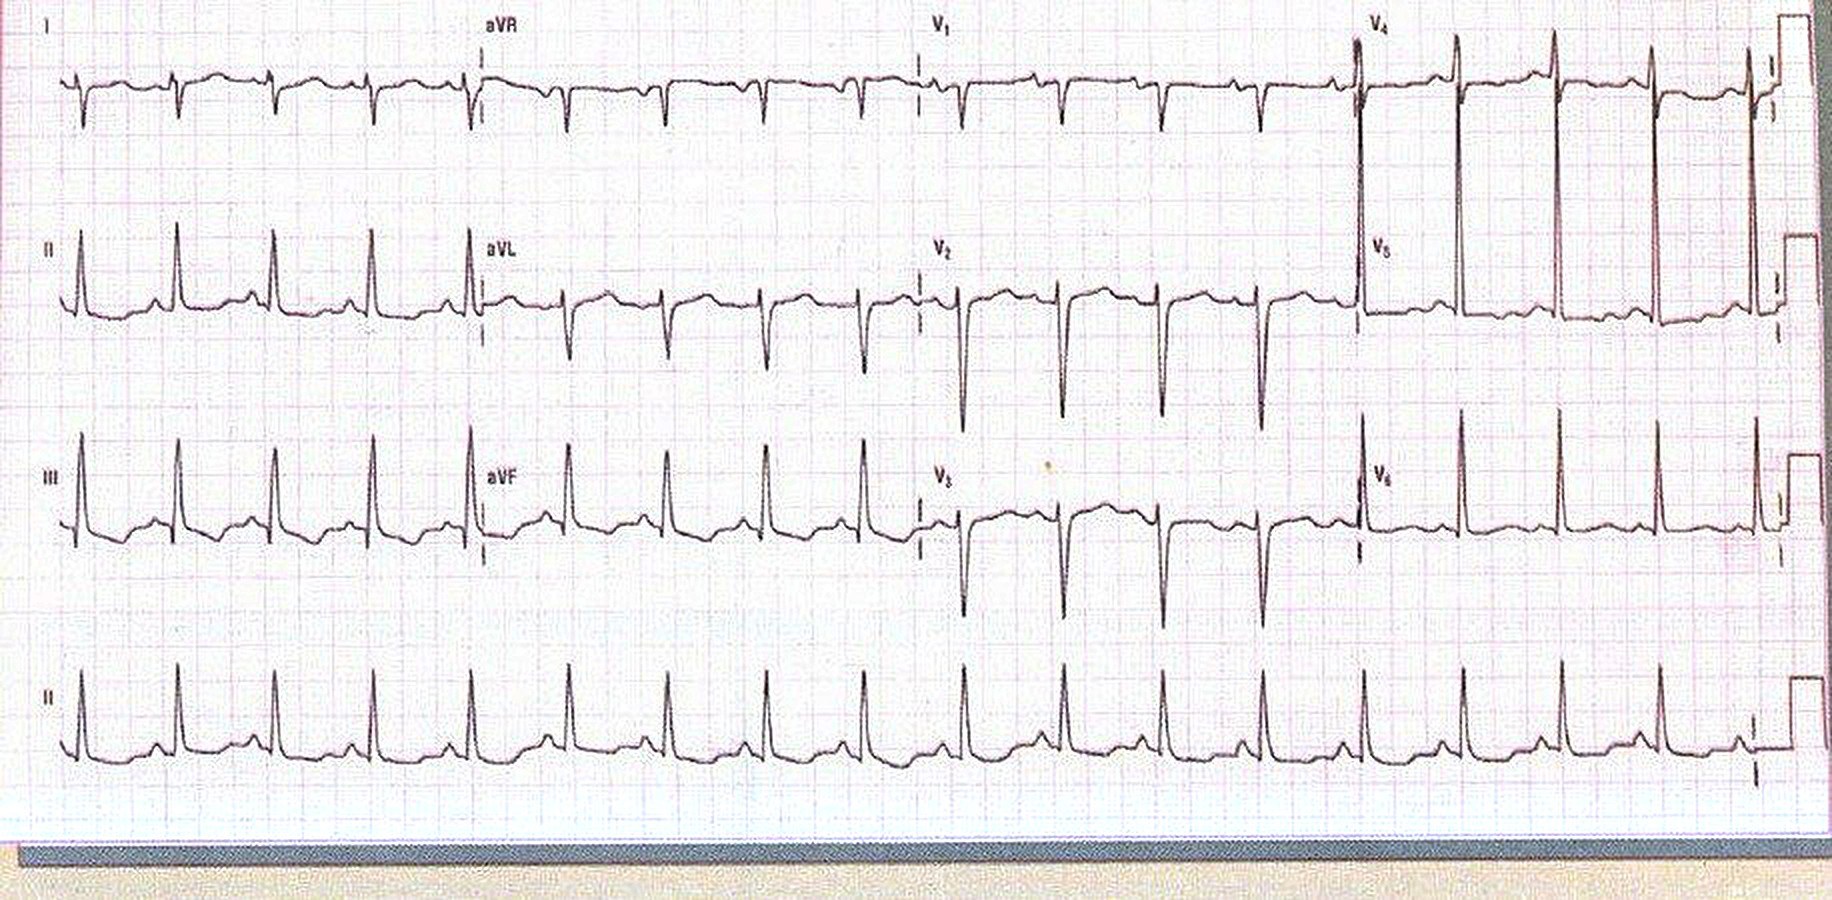 I aVR V₁ V₄
II aVL V₂ V₅
III aVF V₃ V₆
II